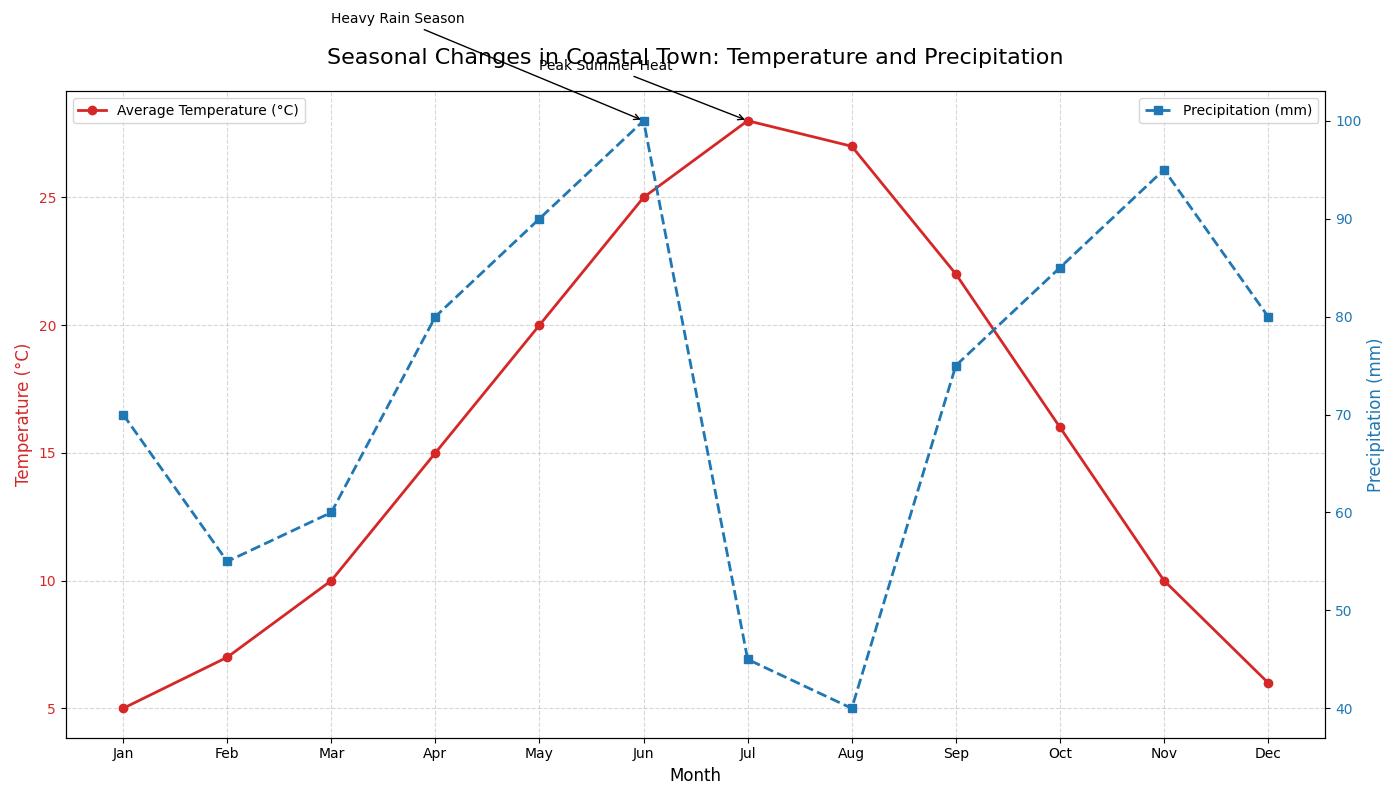 Heavy Rain Season
Seasonal Changes in Coastal Town: Temperature and Precipitation
Peak Summer Heat
Average Temperature (°C)
Precipitation (mm)
Temperature (°C)
25
20
15
10
5
100
90
80
70
60
50
40
Precipitation (mm)
Jan Feb Mar Apr May Jun Jul Aug Sep Oct Nov Dec
Month